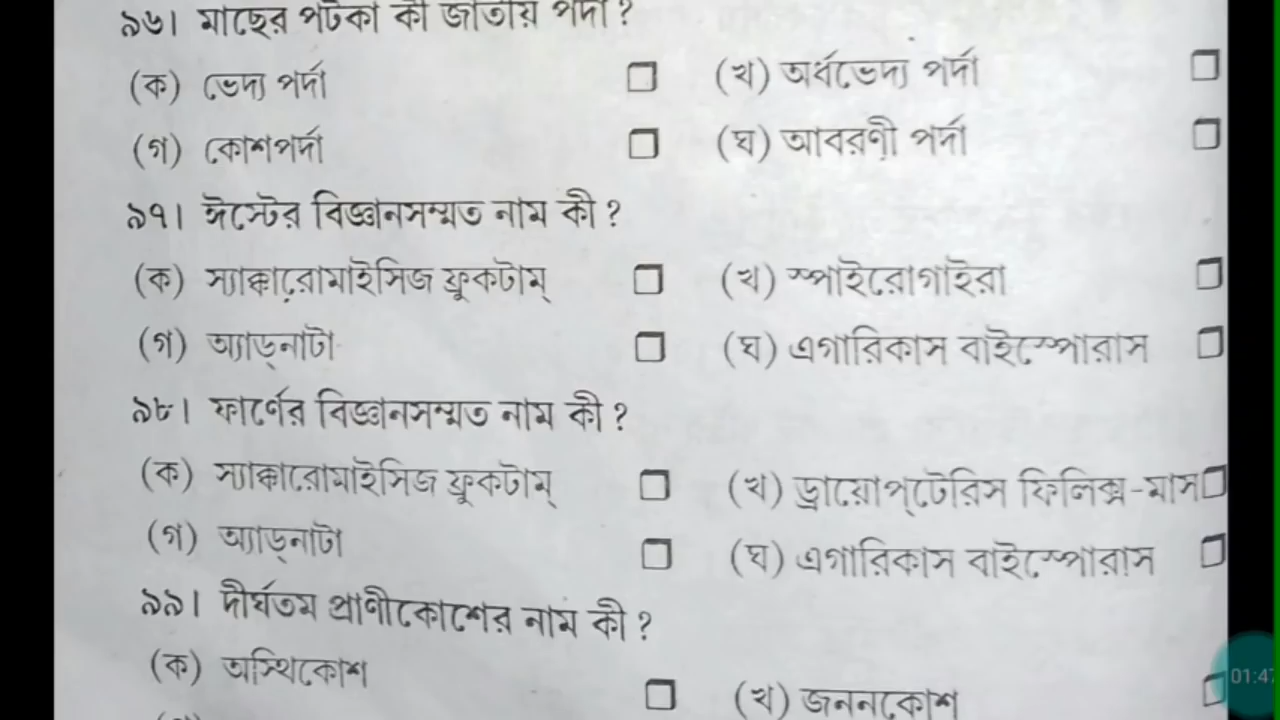 ৯৬। মাছের পটকা কী জাতীয় পর্দা ?
(ক) ভেদ্য পর্দা (খ) অর্ধভেদ্য পর্দা
(গ) কোশপর্দা (ঘ) আবরণী পর্দা
৯৭। ঈস্টের বিজ্ঞানসম্মত নাম কী ?
(ক) স্যাক্কারোমাইসিজ ফ্রুকটাম্ (খ) স্পাইরোগাইরা
(গ) অ্যাড্‌নাটা (ঘ) এগারিকাস বাইস্পোরাস
৯৮। ফার্ণের বিজ্ঞানসম্মত নাম কী ?
(ক) স্যাক্কারোমাইসিজ ফ্রুকটাম্ (খ) ড্রায়োপ্‌টেরিস ফিলিক্স-মাস
(গ) অ্যাড্‌নাটা (ঘ) এগারিকাস বাইস্পোরাস
৯৯। দীর্ঘতম প্রাণীকোশের নাম কী ?
(ক) অস্থিকোশ (খ) জননকোশ
01:47